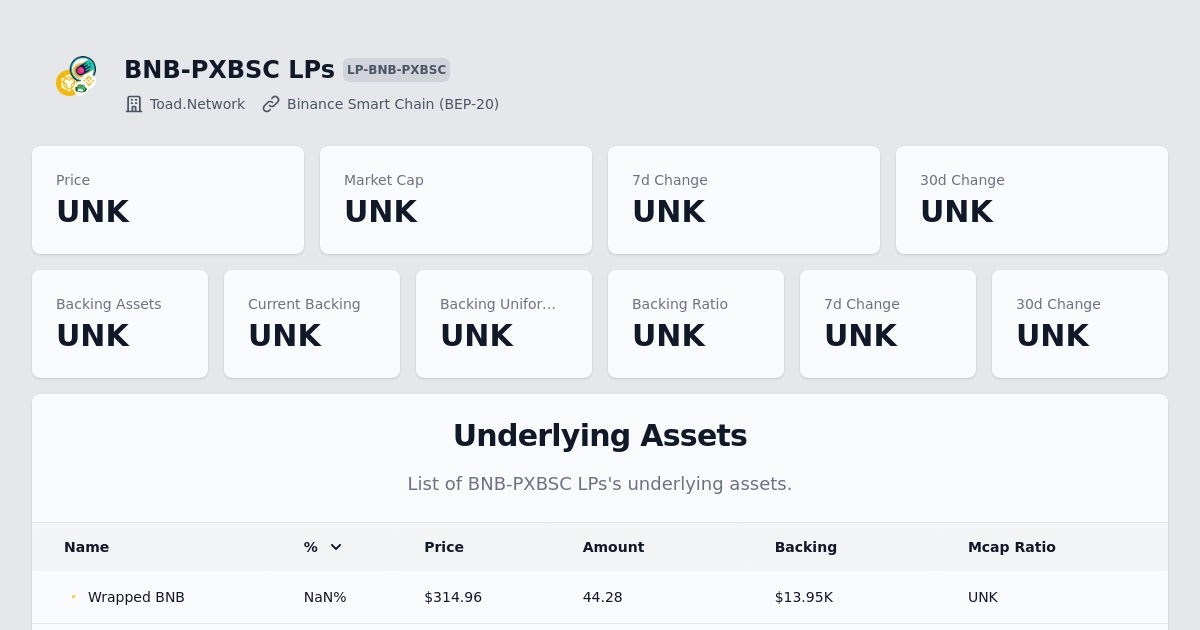 BNB-PXBSC LPs LP-BNB-PXBSC
Toad.Network Binance Smart Chain (BEP-20)
Price Market Cap 7d Change 30d Change
UNK UNK UNK UNK
Backing Assets Current Backing Backing Unifor... Backing Ratio 7d Change 30d Change
UNK UNK UNK UNK UNK UNK
Underlying Assets
List of BNB-PXBSC LPs's underlying assets.
Name % Price Amount Backing Mcap Ratio
Wrapped BNB NaN% $314.96 44.28 $13.95K UNK